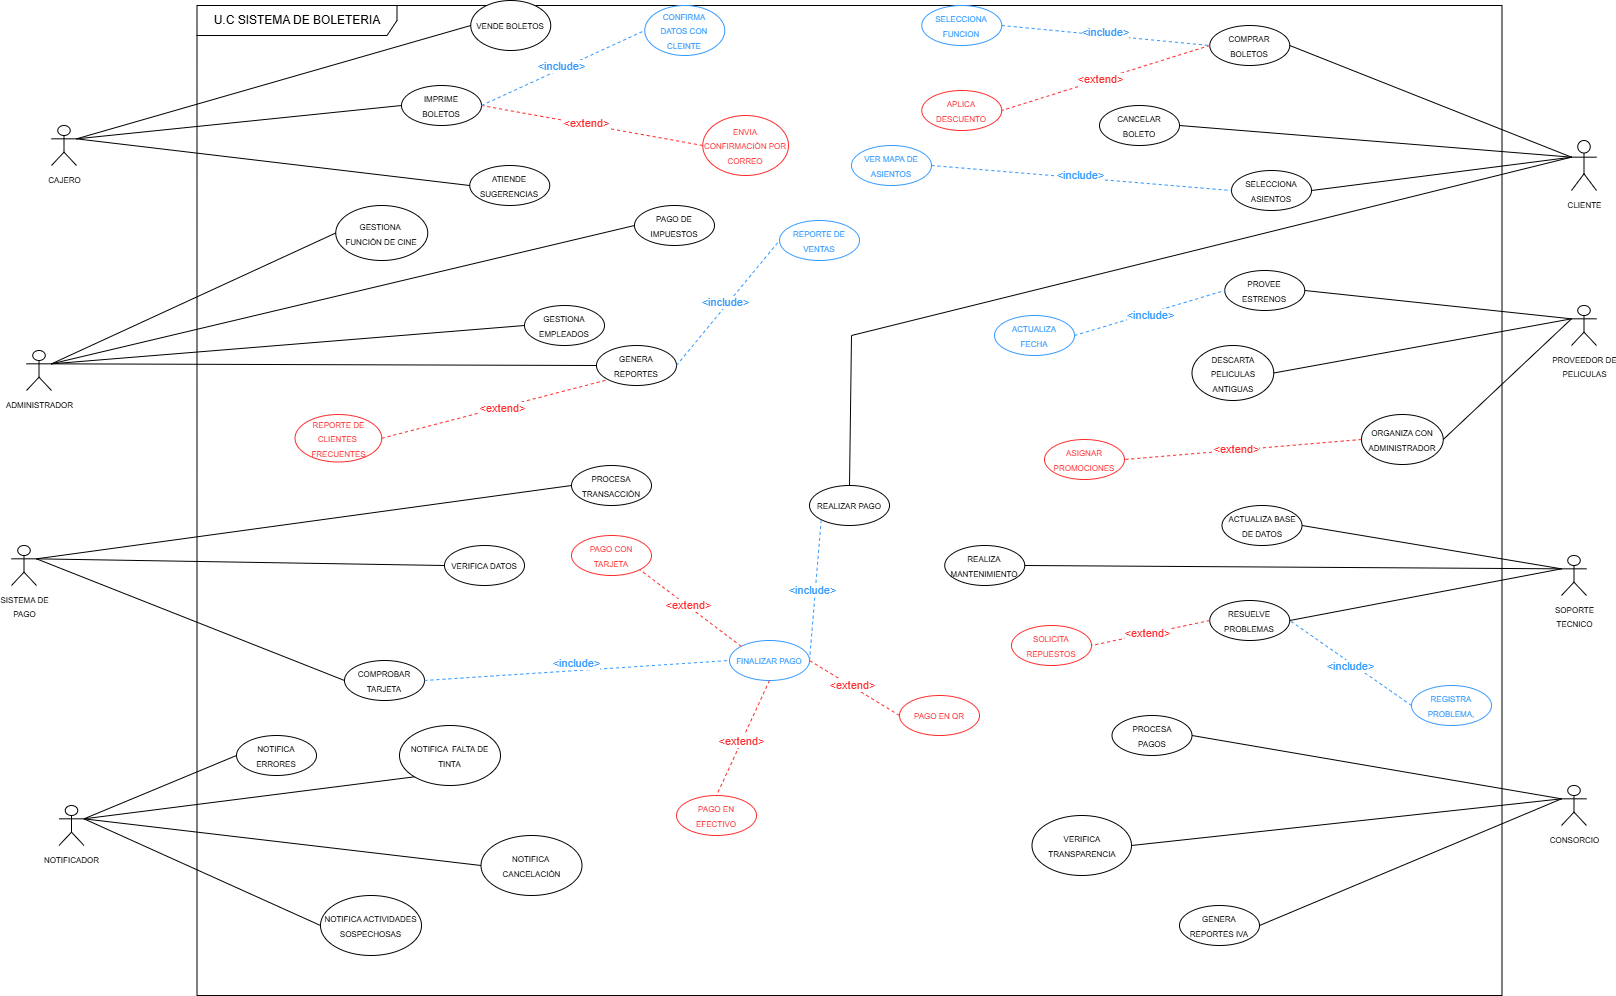 U.C SISTEMA DE BOLETERIA
VENDE BOLETOS
CONFIRMA
DATOS CON
CLEINTE
<include>
IMPRIME
BOLETOS
<extend>
ENVIA
CONFIRMACIÓN POR
CORREO
ATIENDE
SUGERENCIAS
CAJERO
SELECCIONA
FUNCION
<include>
COMPRAR
BOLETOS
<extend>
APLICA
DESCUENTO
CANCELAR
BOLETO
VER MAPA DE
ASIENTOS
<include>
SELECCIONA
ASIENTOS
CLIENTE
GESTIONA
FUNCIÓN DE CINE
PAGO DE
IMPUESTOS
REPORTE DE
VENTAS
<include>
GESTIONA
EMPLEADOS
GENERA
REPORTES
<extend>
REPORTE DE
CLIENTES
FRECUENTES
ADMINISTRADOR
PROVEE
ESTRENOS
<include>
ACTUALIZA
FECHA
DESCARTA
PELICULAS
ANTIGUAS
ORGANIZA CON
ADMINISTRADOR
<extend>
ASIGNAR
PROMOCIONES
PROVEEDOR DE
PELICULAS
PROCESA
TRANSACCIÓN
REALIZAR PAGO
VERIFICA DATOS
PAGO CON
TARJETA
<extend>
<include>
SISTEMA DE
PAGO
COMPROBAR
TARJETA
<include>
FINALIZAR PAGO
<extend>
PAGO EN QR
<extend>
PAGO EN
EFECTIVO
ACTUALIZA BASE
DE DATOS
REALIZA
MANTENIMIENTO
RESUELVE
PROBLEMAS
<extend>
SOLICITA
REPUESTOS
<include>
REGISTRA
PROBLEMA,
SOPORTE
TECNICO
NOTIFICA
ERRORES
NOTIFICA FALTA DE
TINTA
NOTIFICA
CANCELACIÓN
NOTIFICA ACTIVIDADES
SOSPECHOSAS
NOTIFICADOR
PROCESA
PAGOS
VERIFICA
TRANSPARENCIA
GENERA
REPORTES IVA
CONSORCIO